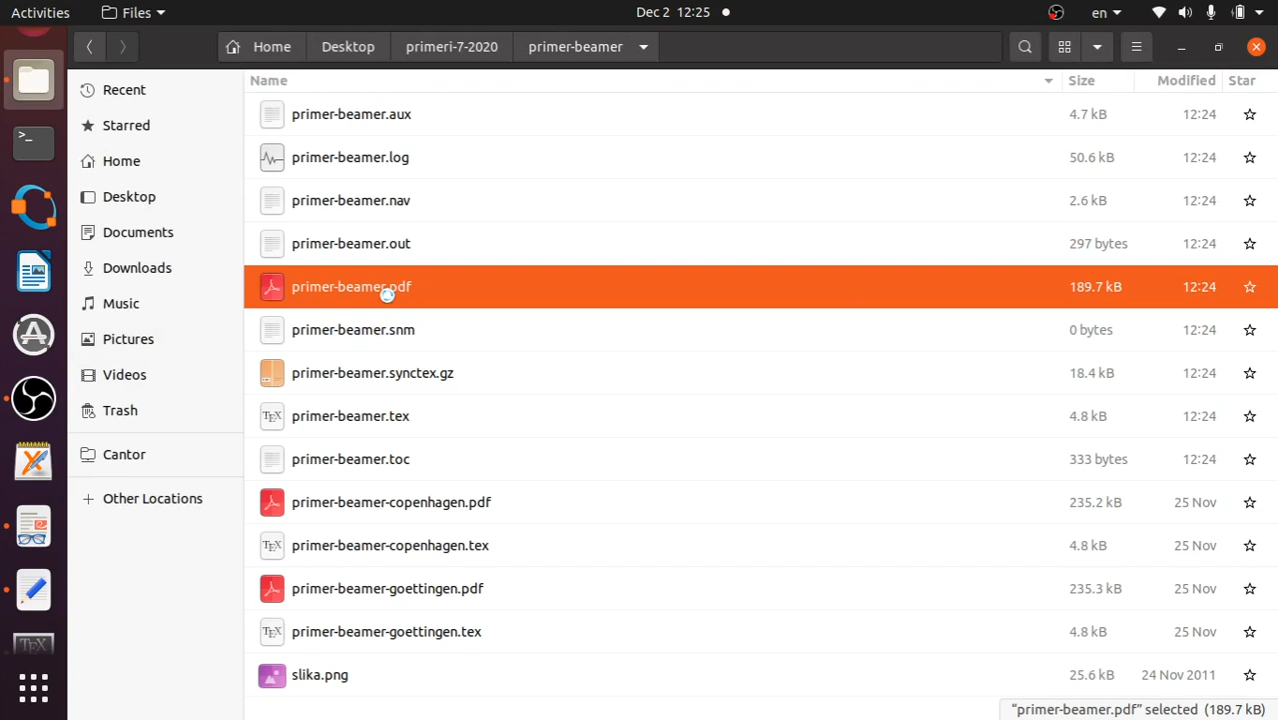 Activities Files Dec 2 12:25 en
Home Desktop primeri-7-2020 primer-beamer
Recent
Starred
Home
Desktop
Documents
Downloads
Music
Pictures
Videos
Trash
Cantor
+ Other Locations
Name Size Modified Star
primer-beamer.aux 4.7 kB 12:24
primer-beamer.log 50.6 kB 12:24
primer-beamer.nav 2.6 kB 12:24
primer-beamer.out 297 bytes 12:24
primer-beamer.pdf 189.7 kB 12:24
primer-beamer.snm 0 bytes 12:24
primer-beamer.synctex.gz 18.4 kB 12:24
TEX primer-beamer.tex 4.8 kB 12:24
primer-beamer.toc 333 bytes 12:24
primer-beamer-copenhagen.pdf 235.2 kB 25 Nov
TEX primer-beamer-copenhagen.tex 4.8 kB 25 Nov
primer-beamer-goettingen.pdf 235.3 kB 25 Nov
TEX primer-beamer-goettingen.tex 4.8 kB 25 Nov
slika.png 25.6 kB 24 Nov 2011
TEX
“primer-beamer.pdf” selected (189.7 kB)